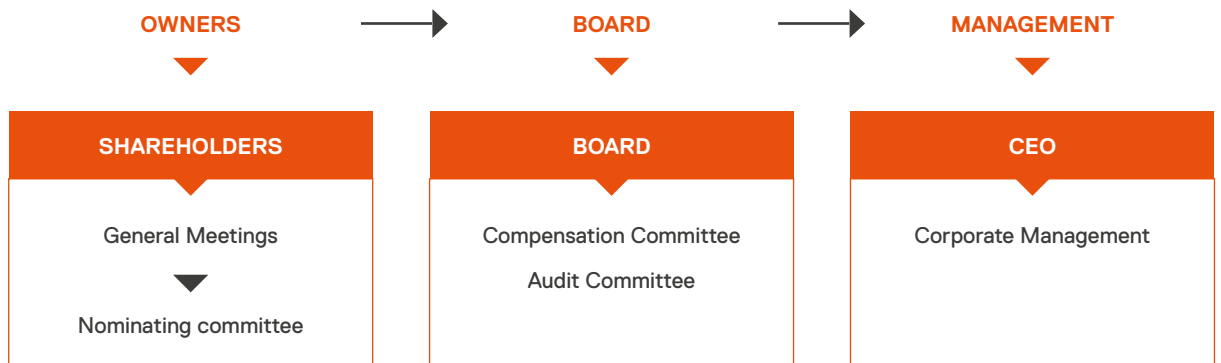 OWNERS
BOARD
MANAGEMENT
SHAREHOLDERS
BOARD
CEO
General Meetings
Nominating committee
Compensation Committee
Audit Committee
Corporate Management